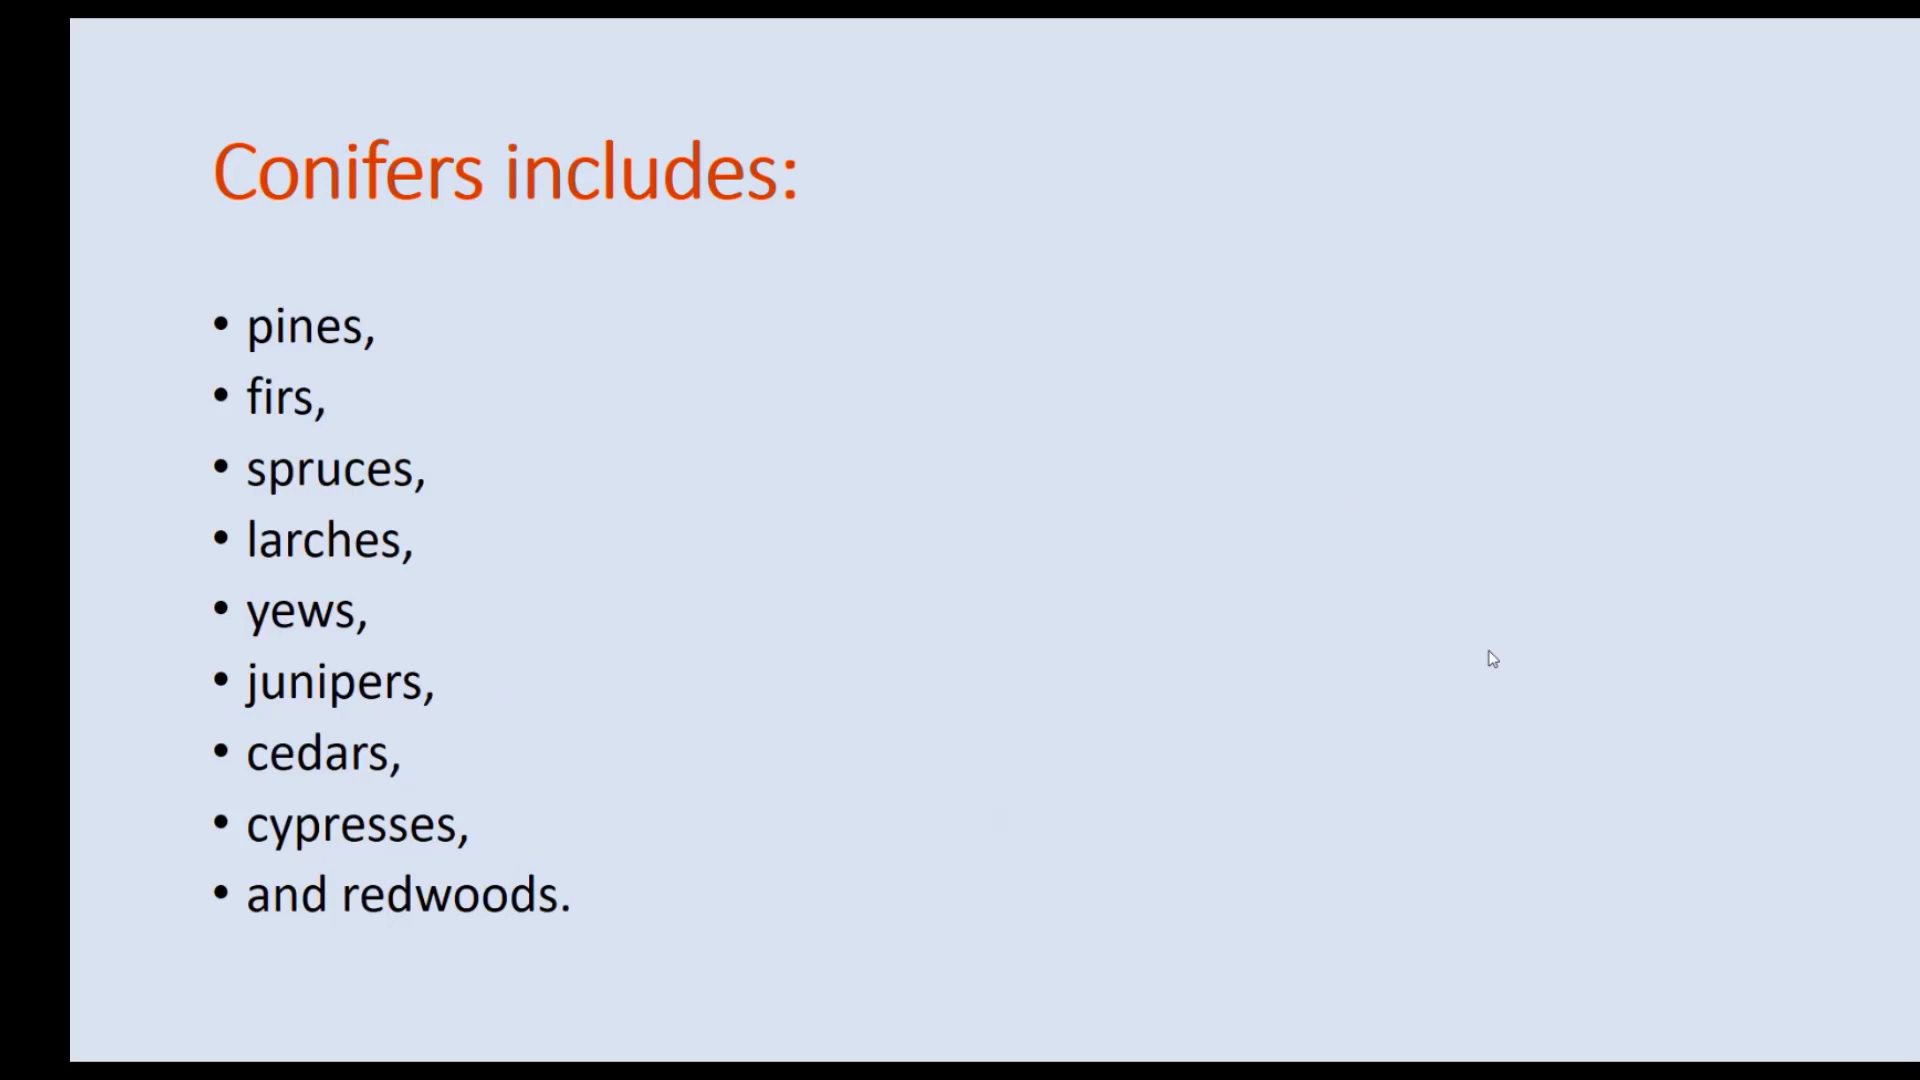 Conifers includes:
• pines,
• firs,
• spruces,
• larches,
• yews,
• junipers,
• cedars,
• cypresses,
• and redwoods.